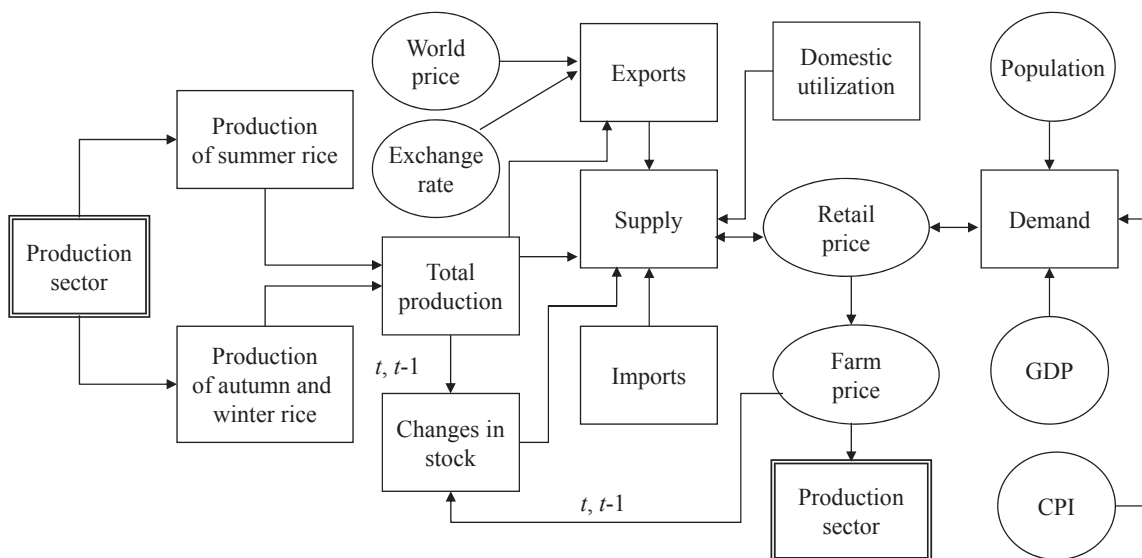 World
price
Exports
Domestic
utilization
Population
Production
of summer rice
Exchange
rate
Production
sector
Total
production
Supply
Retail
price
Demand
Production
of autumn and
winter rice
t, t-1
Changes in
stock
Imports
Farm
price
GDP
t, t-1
Production
sector
CPI